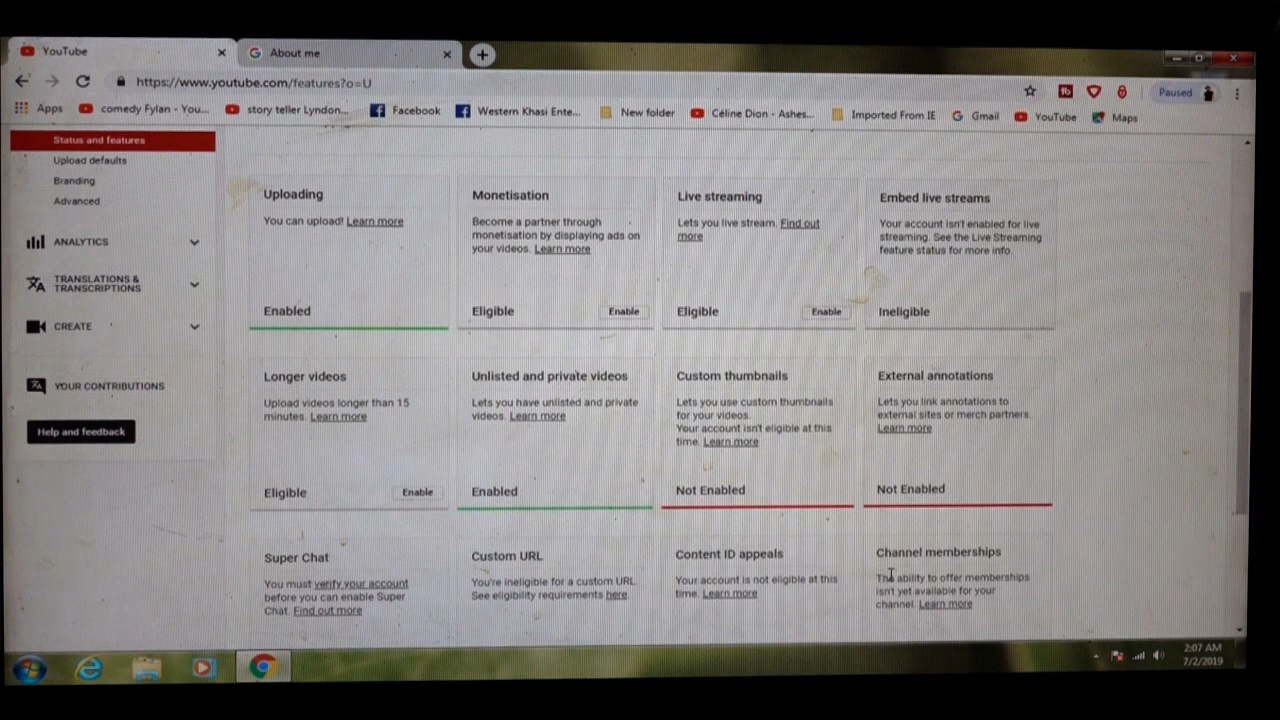 YouTube
About me
https://www.youtube.com/features?o=U
Paused
Apps
comedy Fylan - You...
story teller Lyndon...
Facebook
Western Khasi Ente...
New folder
Céline Dion - Ashes...
Imported From IE
Gmail
YouTube
Maps
Status and features
Upload defaults
Branding
Advanced
ANALYTICS
TRANSLATIONS &
TRANSCRIPTIONS
CREATE
YOUR CONTRIBUTIONS
Help and feedback
Uploading
You can upload! Learn more
Enabled
Monetisation
Become a partner through
monetisation by displaying ads on
your videos. Learn more
Eligible
Enable
Live streaming
Lets you live stream. Find out
more
Eligible
Enable
Embed live streams
Your account isn't enabled for live
streaming. See the Live Streaming
feature status for more info.
Ineligible
Longer videos
Upload videos longer than 15
minutes. Learn more
Eligible
Enable
Unlisted and private videos
Lets you have unlisted and private
videos. Learn more
Enabled
Custom thumbnails
Lets you use custom thumbnails
for your videos.
Your account isn't eligible at this
time. Learn more
Not Enabled
External annotations
Lets you link annotations to
external sites or merch partners.
Learn more
Not Enabled
Super Chat
You must verify your account
before you can enable Super
Chat. Find out more
Custom URL
You're ineligible for a custom URL.
See eligibility requirements here.
Content ID appeals
Your account is not eligible at this
time. Learn more
Channel memberships
The ability to offer memberships
isn't yet available for your
channel. Learn more
2:07 AM
7/2/2019